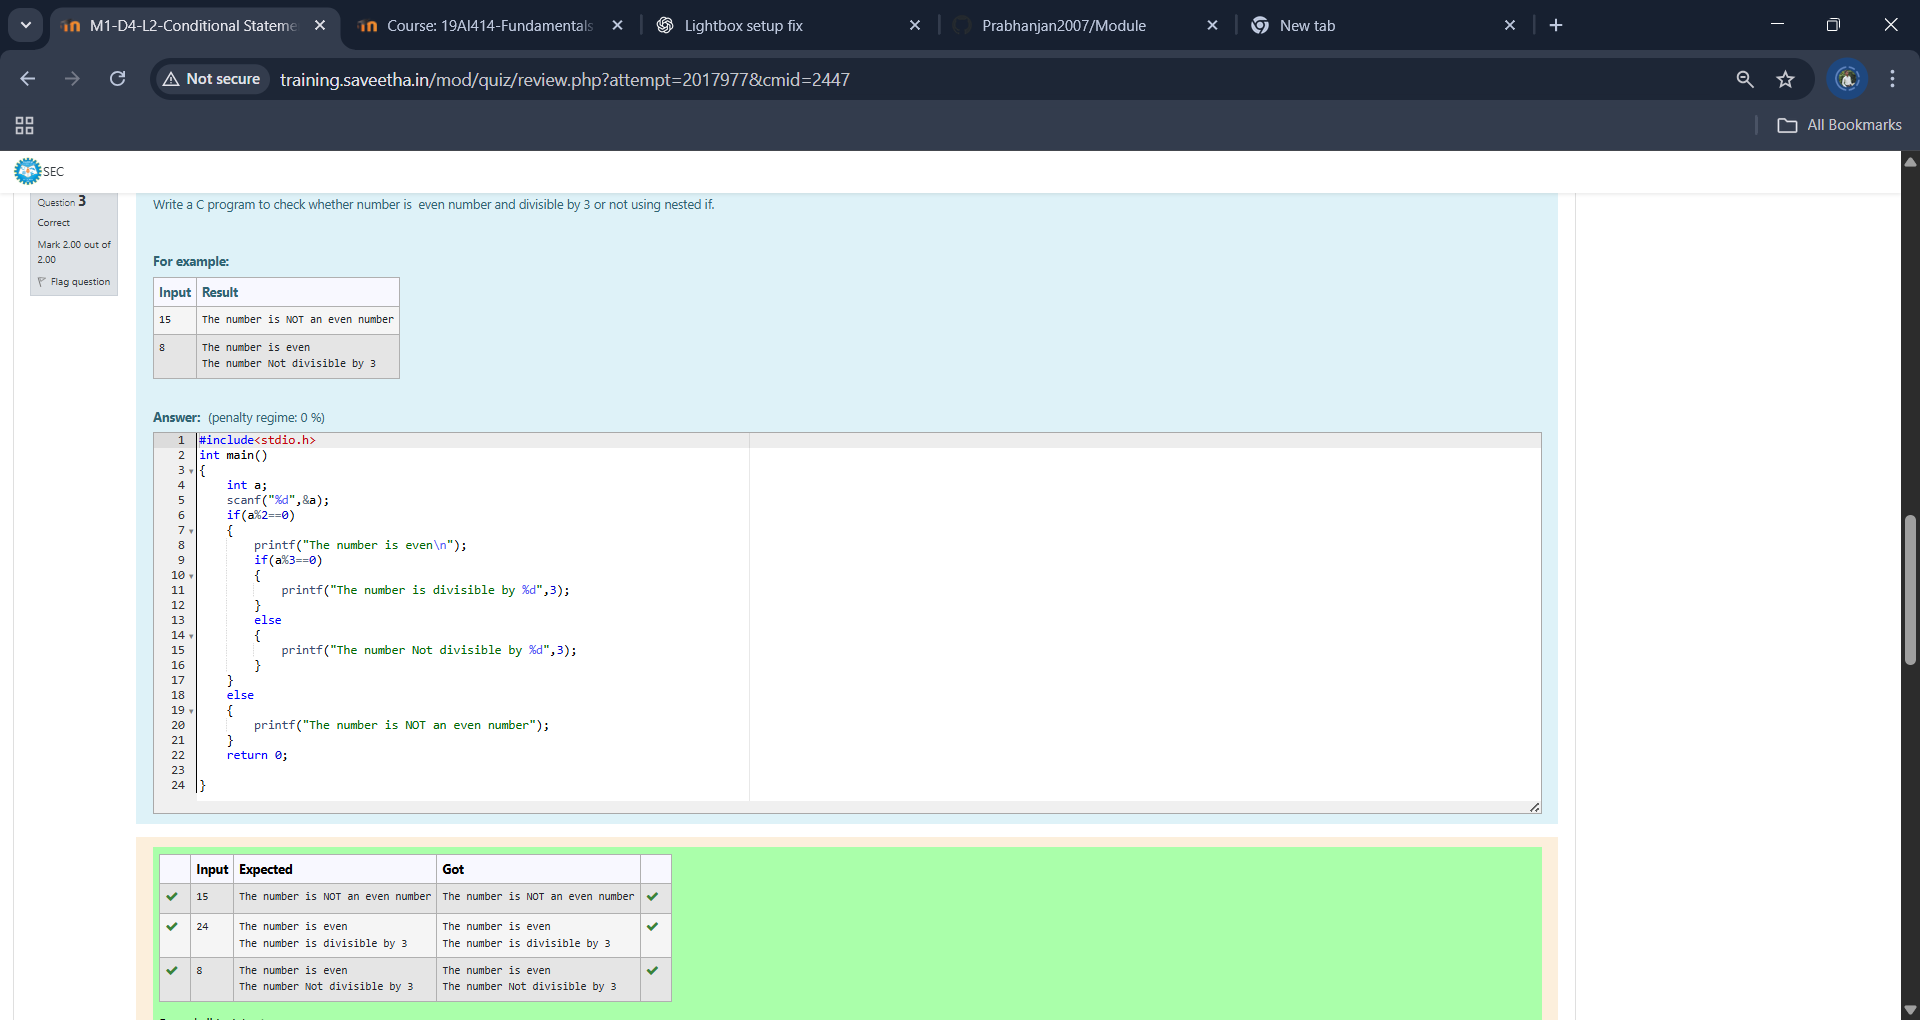 M1-D4-L2-Conditional Stateme
Course: 19AI414-Fundamentals
Lightbox setup fix
Prabhanjan2007/Module
New tab
Not secure
training.saveetha.in/mod/quiz/review.php?attempt=2017977&cmid=2447
All Bookmarks
SEC
Question 3
Correct
Mark 2.00 out of
2.00
Flag question
Write a C program to check whether number is  even number and divisible by 3 or not using nested if.
For example:
Input Result
15 The number is NOT an even number
8 The number is even
The number Not divisible by 3
Answer: (penalty regime: 0 %)
1 #include<stdio.h>
2 int main()
3 {
4     int a;
5     scanf("%d",&a);
6     if(a%2==0)
7     {
8         printf("The number is even\n");
9         if(a%3==0)
10         {
11             printf("The number is divisible by %d",3);
12         }
13         else
14         {
15             printf("The number Not divisible by %d",3);
16         }
17     }
18     else
19     {
20         printf("The number is NOT an even number");
21     }
22     return 0;
23
24 }
Input Expected Got
15 The number is NOT an even number The number is NOT an even number
24 The number is even The number is even
The number is divisible by 3 The number is divisible by 3
8 The number is even The number is even
The number Not divisible by 3 The number Not divisible by 3